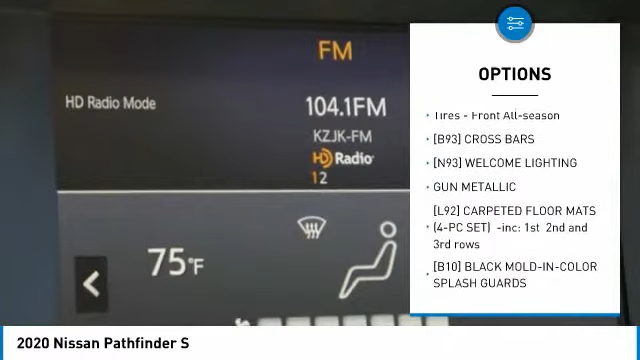 FM
HD Radio Mode
104.1FM
KZJK-FM
HD Radio
12
75°F
OPTIONS
Tires - Front All-season
[B93] CROSS BARS
[N93] WELCOME LIGHTING
GUN METALLIC
[L92] CARPETED FLOOR MATS
(4-PC SET) -inc: 1st 2nd and
3rd rows
[B10] BLACK MOLD-IN-COLOR
SPLASH GUARDS
2020 Nissan Pathfinder S